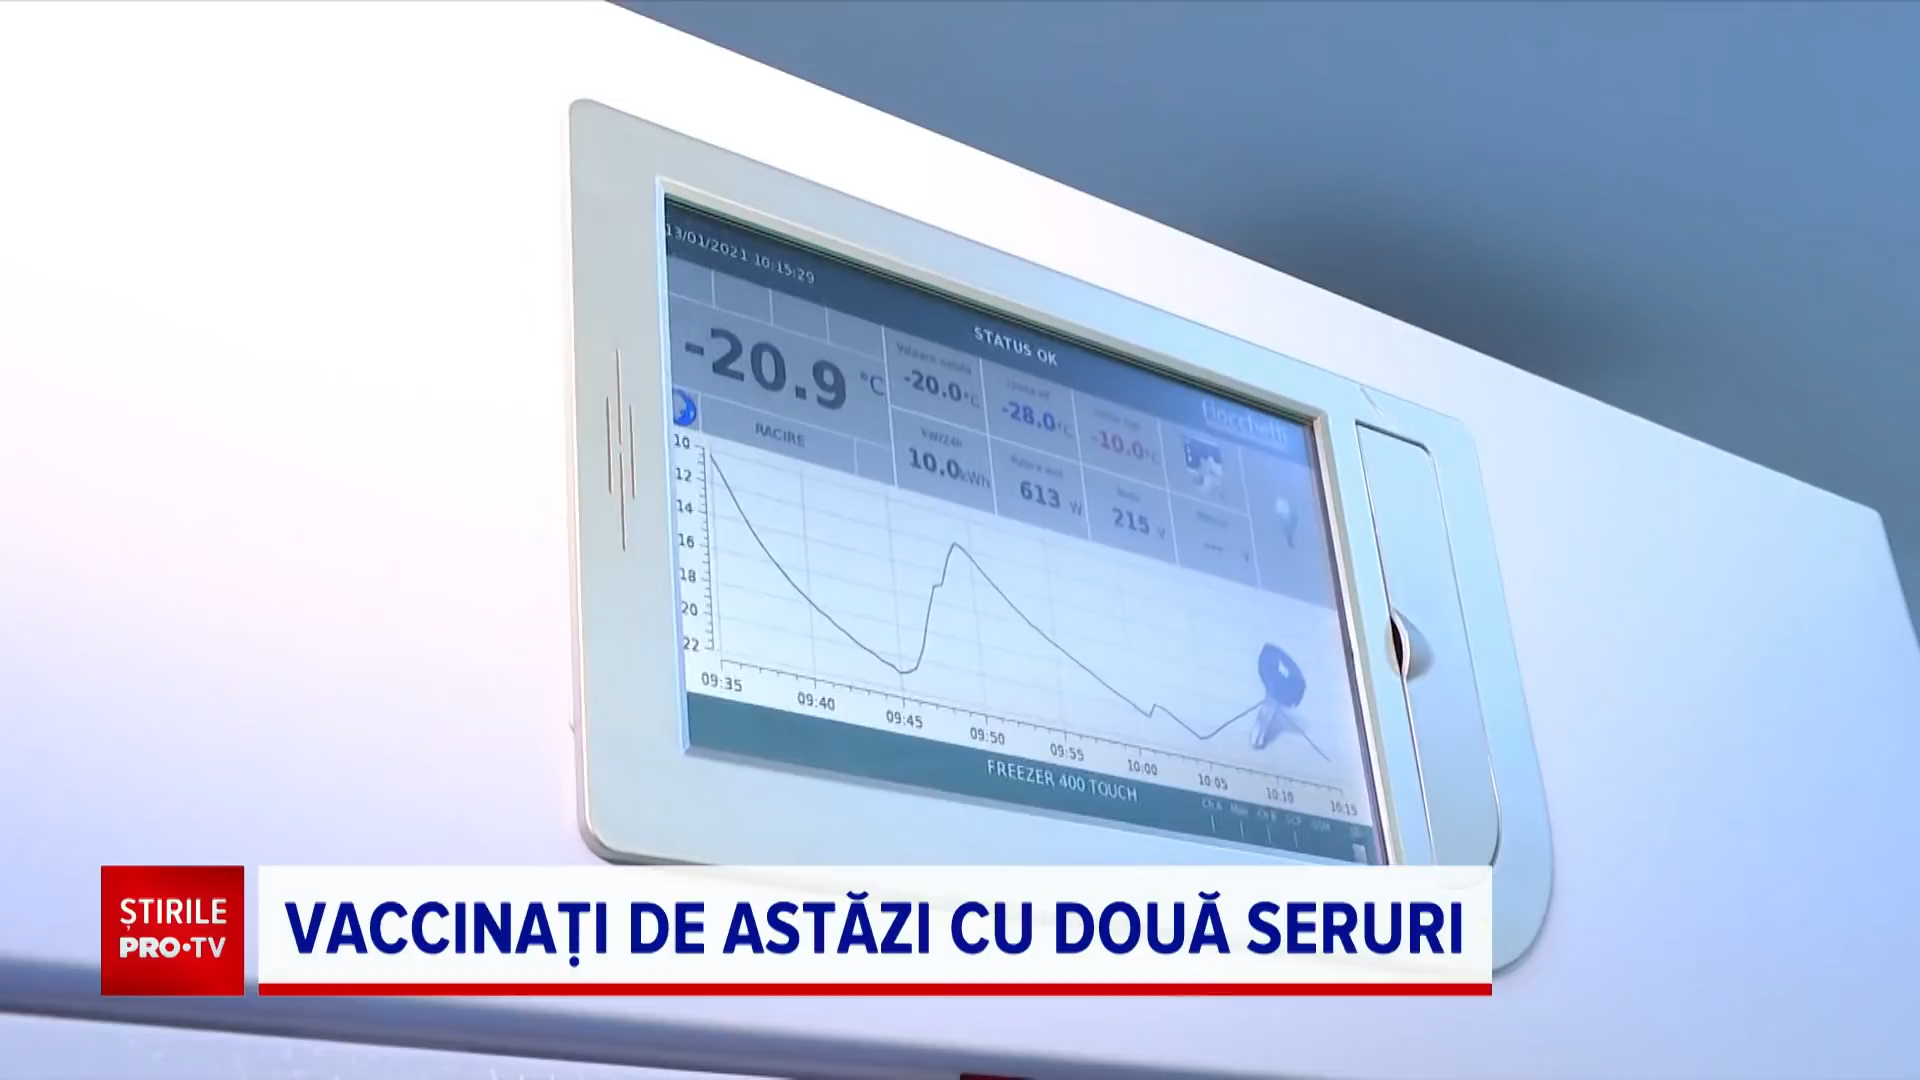 13/01/2021 10:15:29
STATUS OK
-20.9 °C
-20.0°C
-28.0°C
-10.0°C
RACIRE
kW/24h
10.0kWh
613 W
215 V
--- V
10
12
14
16
18
20
22
09:35
09:40
09:45
09:50
09:55
10:00
10:05
10:10
10:15
FREEZER 400 TOUCH
ȘTIRILE
PRO•TV
VACCINAȚI DE ASTĂZI CU DOUĂ SERURI